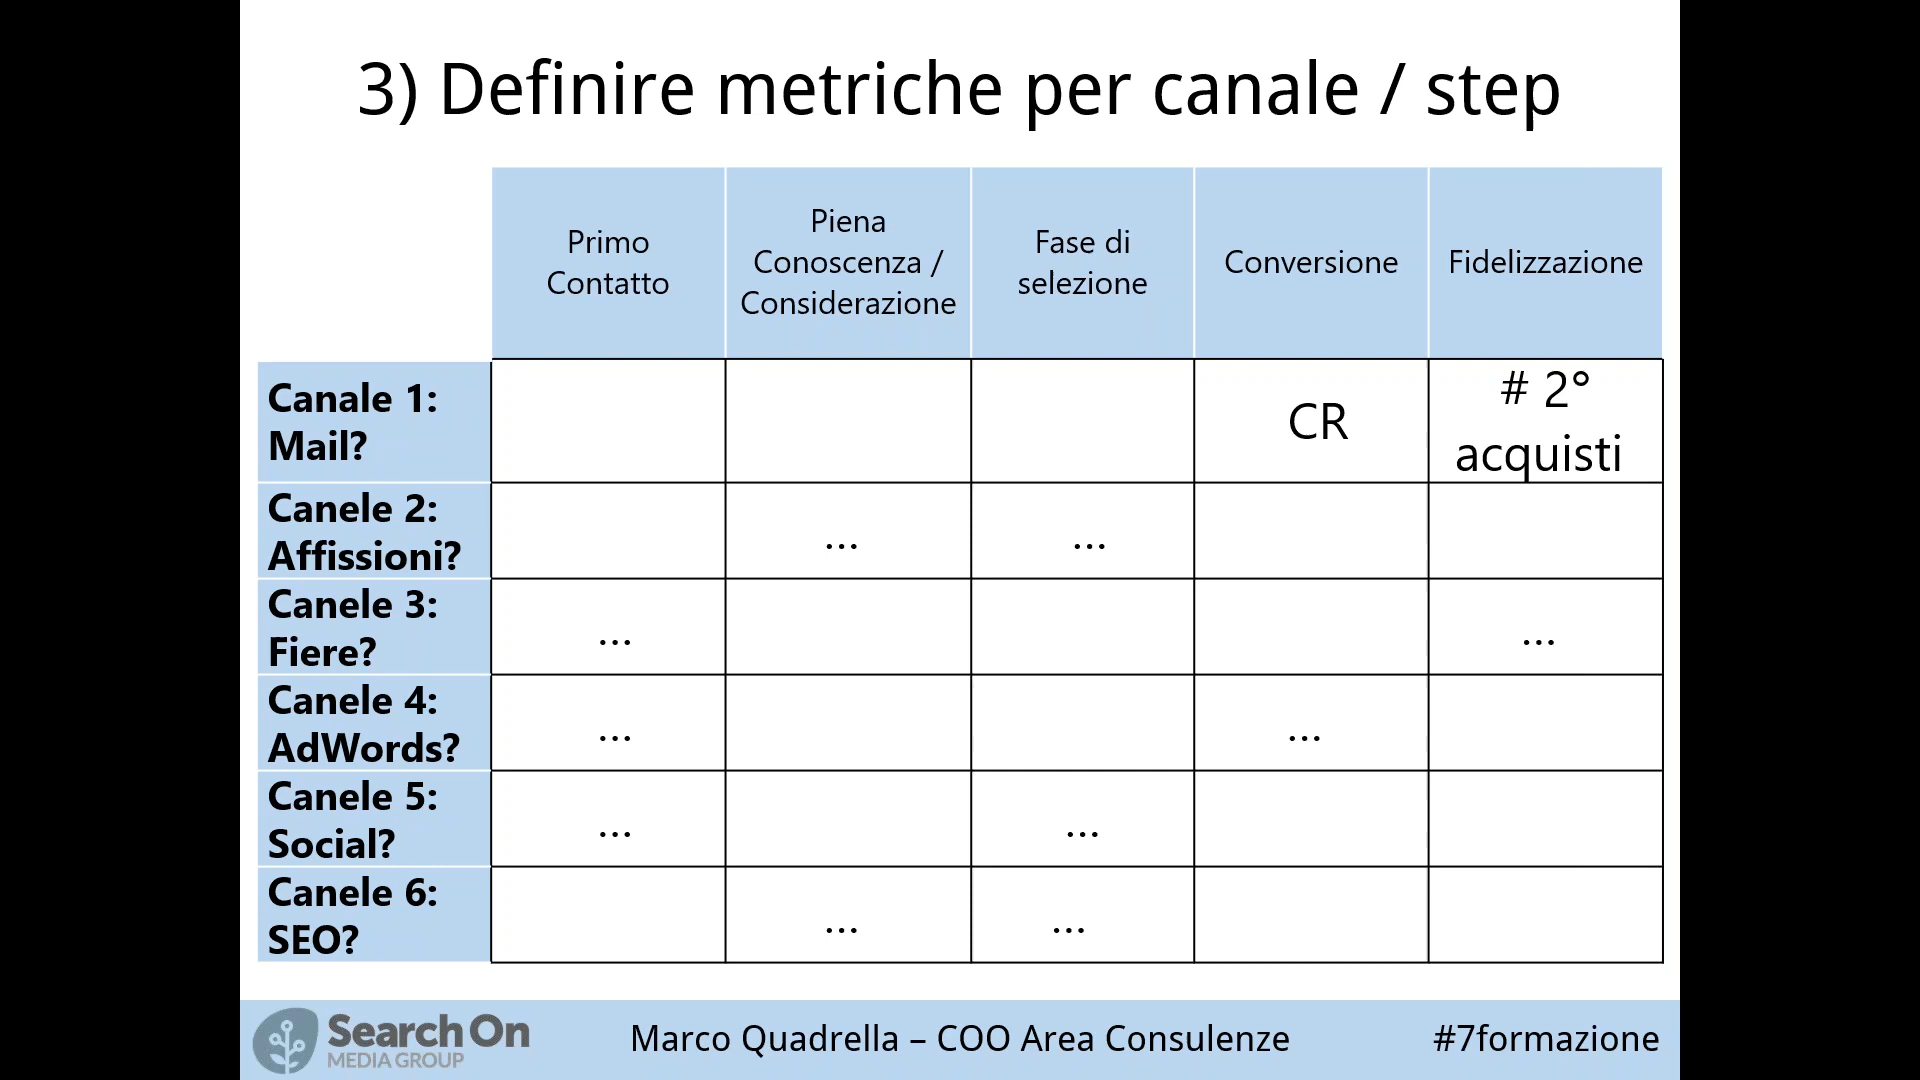 3) Definire metriche per canale / step
Primo
Contatto
Piena
Conoscenza /
Considerazione
Fase di
selezione
Conversione
Fidelizzazione
Canale 1:
Mail?
CR
# 2°
acquisti
Canele 2:
Affissioni?
...
...
Canele 3:
Fiere?
...
...
Canele 4:
AdWords?
...
...
Canele 5:
Social?
...
...
Canele 6:
SEO?
...
...
Search On
MEDIA GROUP
Marco Quadrella – COO Area Consulenze
#7formazione